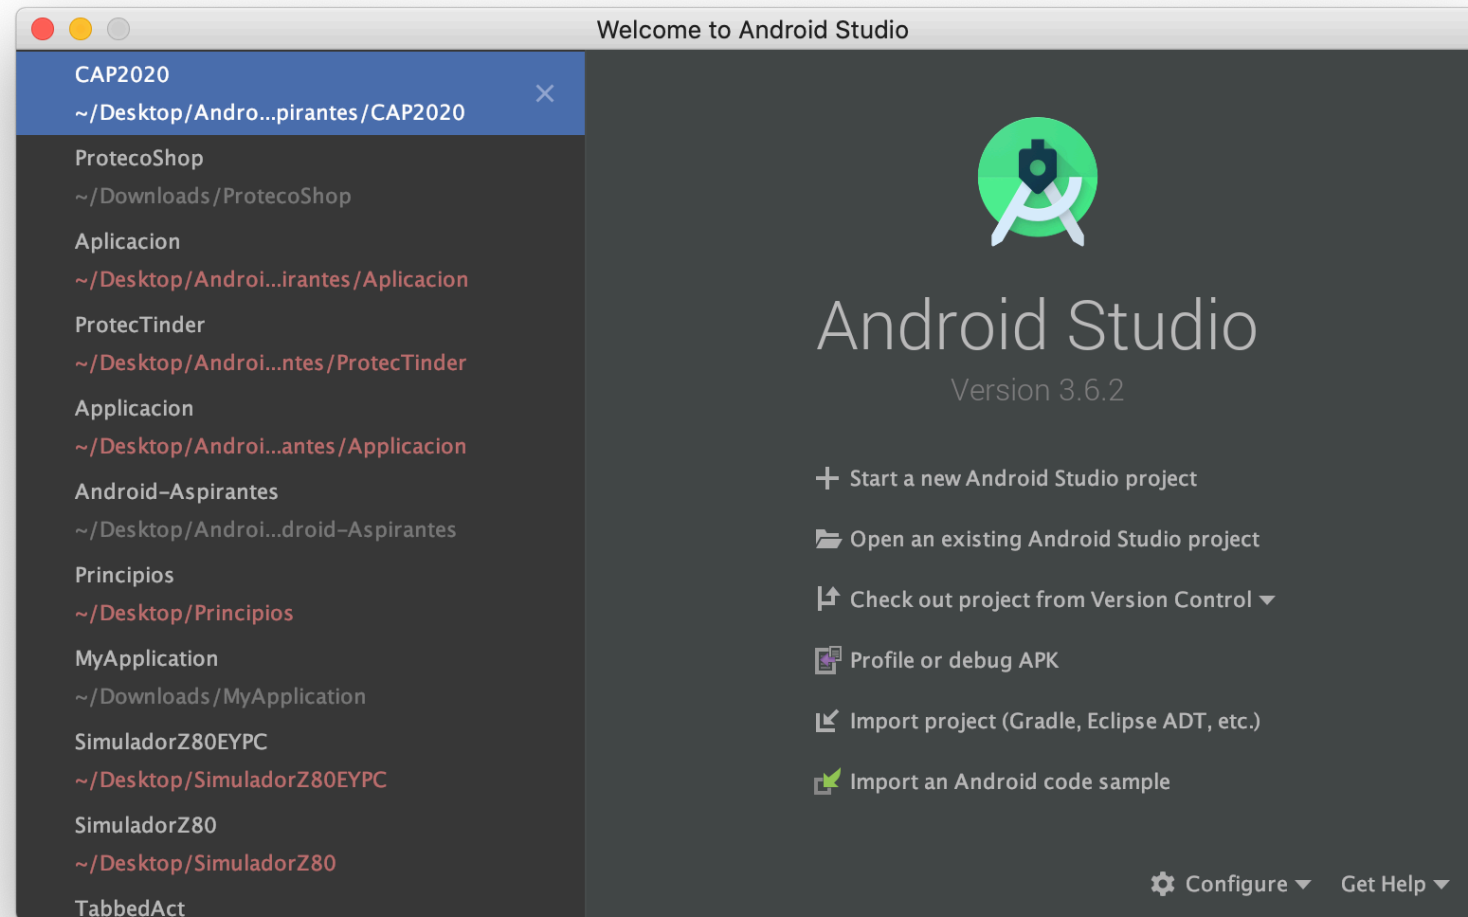 Welcome to Android Studio
CAP2020
~/Desktop/Andro...pirantes/CAP2020
ProtecoShop
~/Downloads/ProtecoShop
Aplicacion
~/Desktop/Androi...irantes/Aplicacion
ProtecTinder
~/Desktop/Androi...ntes/ProtecTinder
Applicacion
~/Desktop/Androi...antes/Applicacion
Android-Aspirantes
~/Desktop/Androi...droid-Aspirantes
Principios
~/Desktop/Principios
MyApplication
~/Downloads/MyApplication
SimuladorZ80EYPC
~/Desktop/SimuladorZ80EYPC
SimuladorZ80
~/Desktop/SimuladorZ80
TabbedAct
Android Studio
Version 3.6.2
Start a new Android Studio project
Open an existing Android Studio project
Check out project from Version Control
Profile or debug APK
Import project (Gradle, Eclipse ADT, etc.)
Import an Android code sample
Configure
Get Help